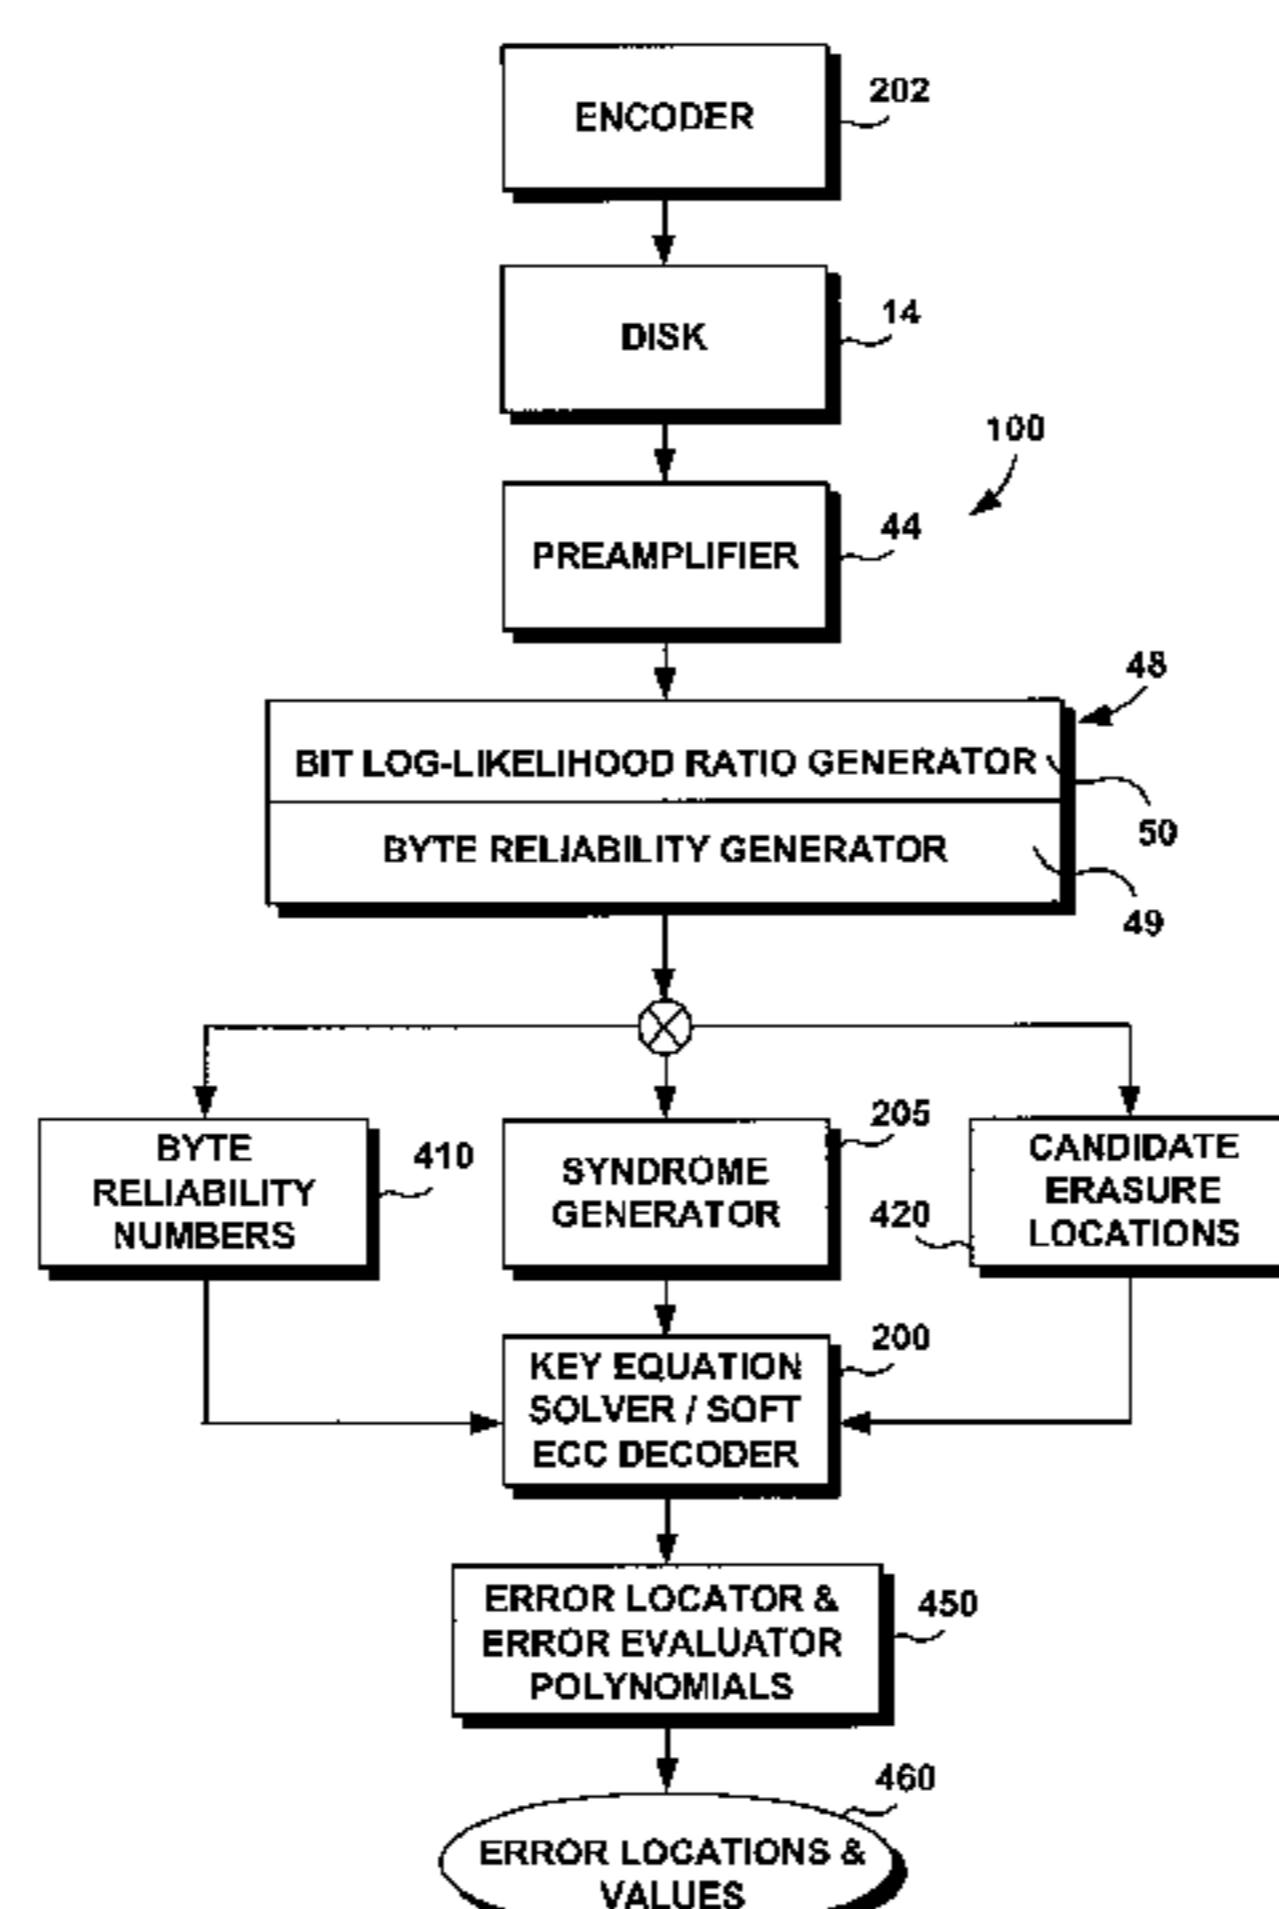 ENCODER
202
DISK
14
100
PREAMPLIFIER
44
48
BIT LOG-LIKELIHOOD RATIO GENERATOR
50
BYTE RELIABILITY GENERATOR
49
BYTE
RELIABILITY
NUMBERS
410
SYNDROME
GENERATOR
205
CANDIDATE
ERASURE
LOCATIONS
420
KEY EQUATION
SOLVER / SOFT
ECC DECODER
200
ERROR LOCATOR &
ERROR EVALUATOR
POLYNOMIALS
450
460
ERROR LOCATIONS &
VALUES